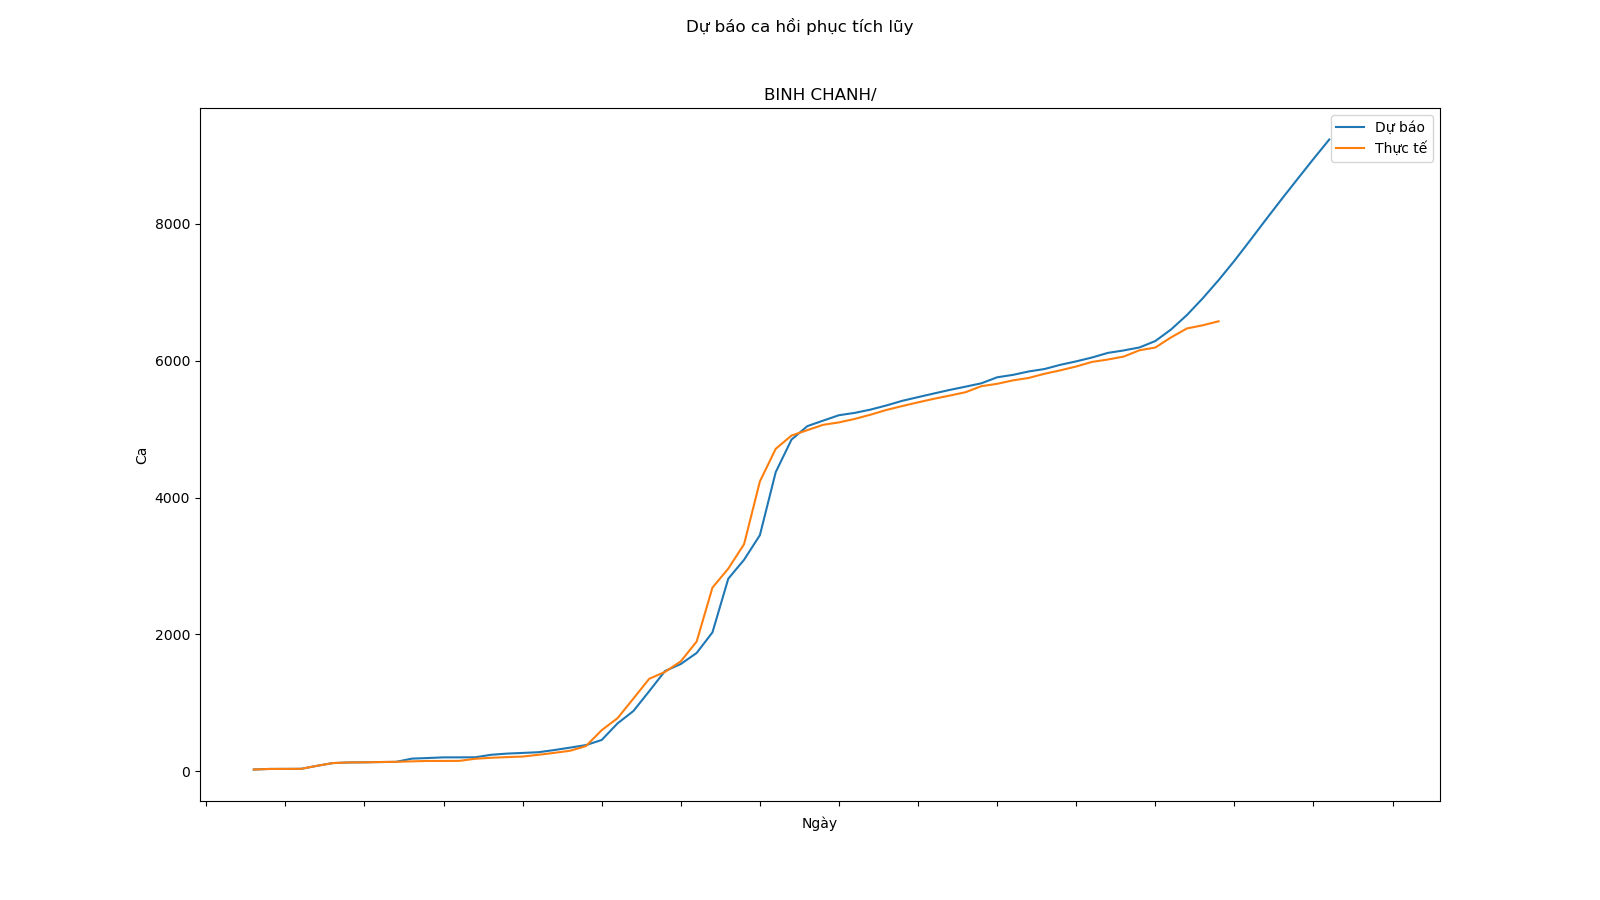 Dự báo ca hồi phục tích lũy
BINH CHANH/
Dự báo
Thực tế
8000
6000
4000
2000
0
Ca
Ngày